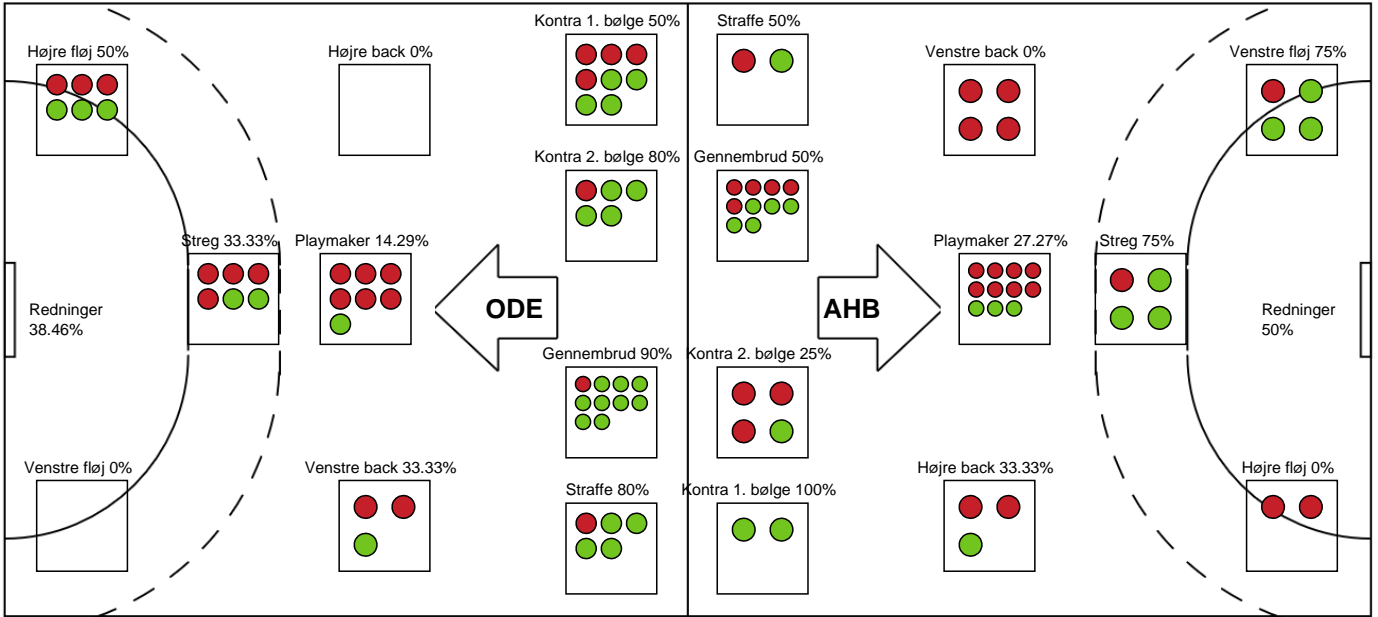 Kontra 1. bølge 50%
Straffe 50%
Højre fløj 50%
Højre back 0%
Venstre back 0%
Venstre fløj 75%
Kontra 2. bølge 80%
Gennembrud 50%
Streg 33.33%
Playmaker 14.29%
Playmaker 27.27%
Streg 75%
Redninger
38.46%
ODE
AHB
Redninger
50%
Gennembrud 90%
Kontra 2. bølge 25%
Venstre fløj 0%
Venstre back 33.33%
Straffe 80%
Kontra 1. bølge 100%
Højre back 33.33%
Højre fløj 0%